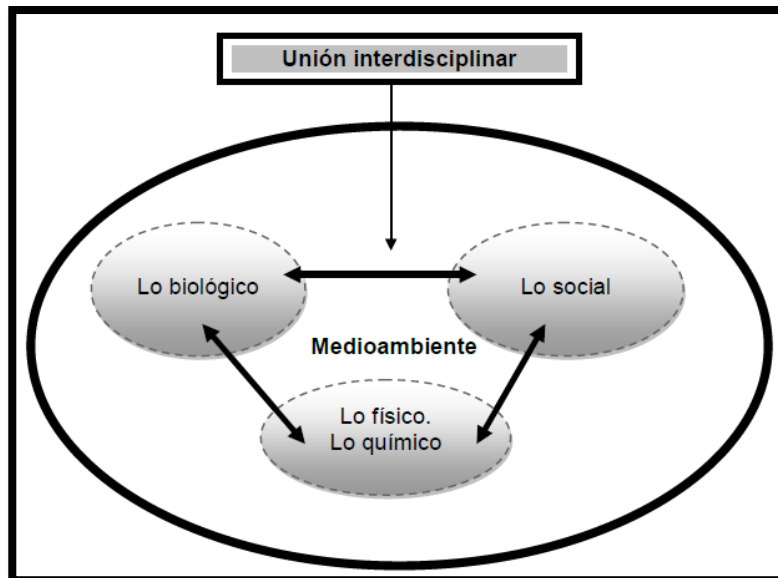 Unión interdisciplinar
Lo biológico
Lo social
Medioambiente
Lo físico.
Lo químico